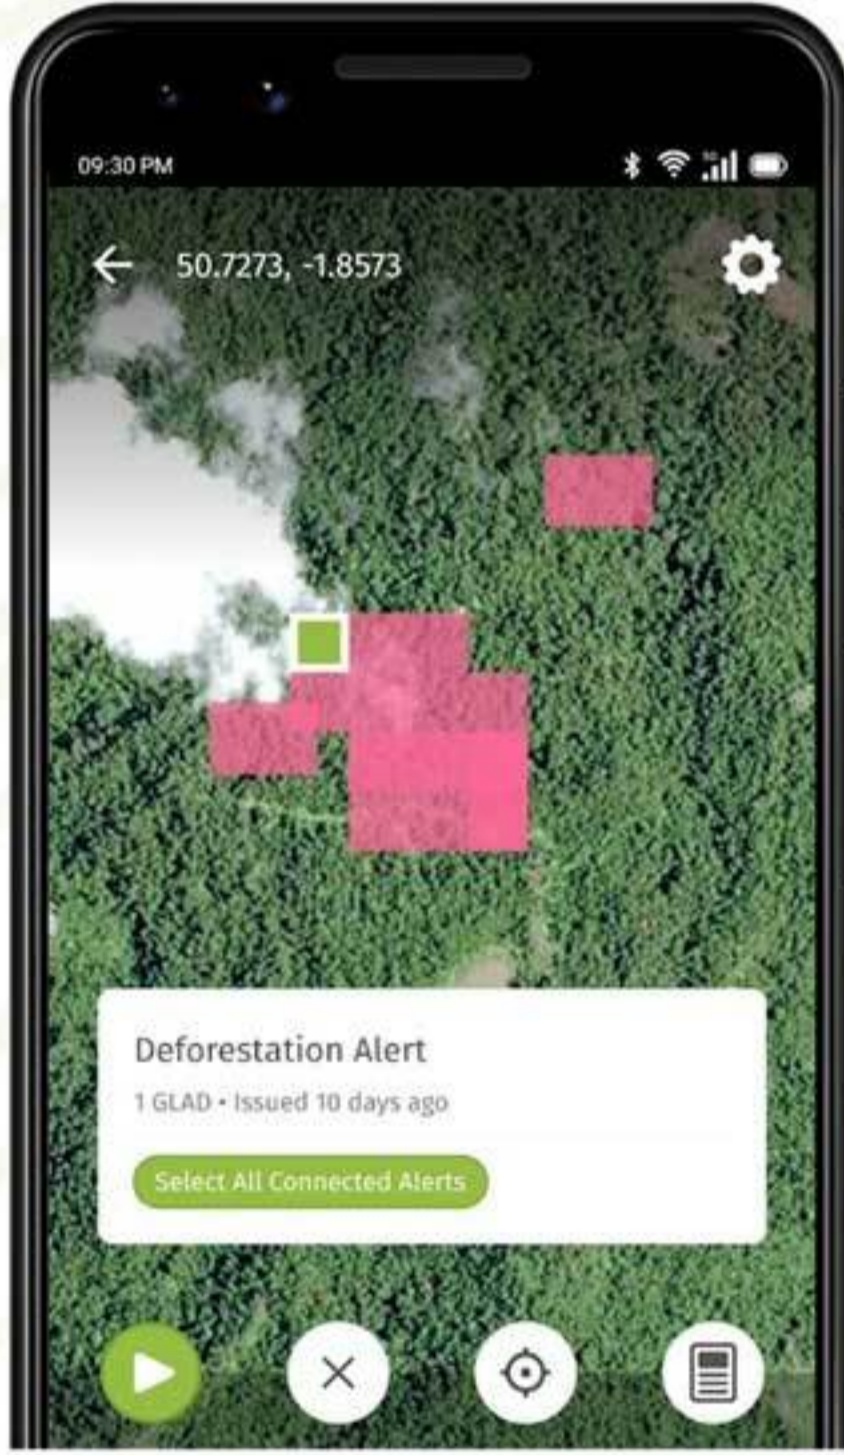 09:30 PM
50.7273, -1.8573
Deforestation Alert
1 GLAD • Issued 10 days ago
Select All Connected Alerts